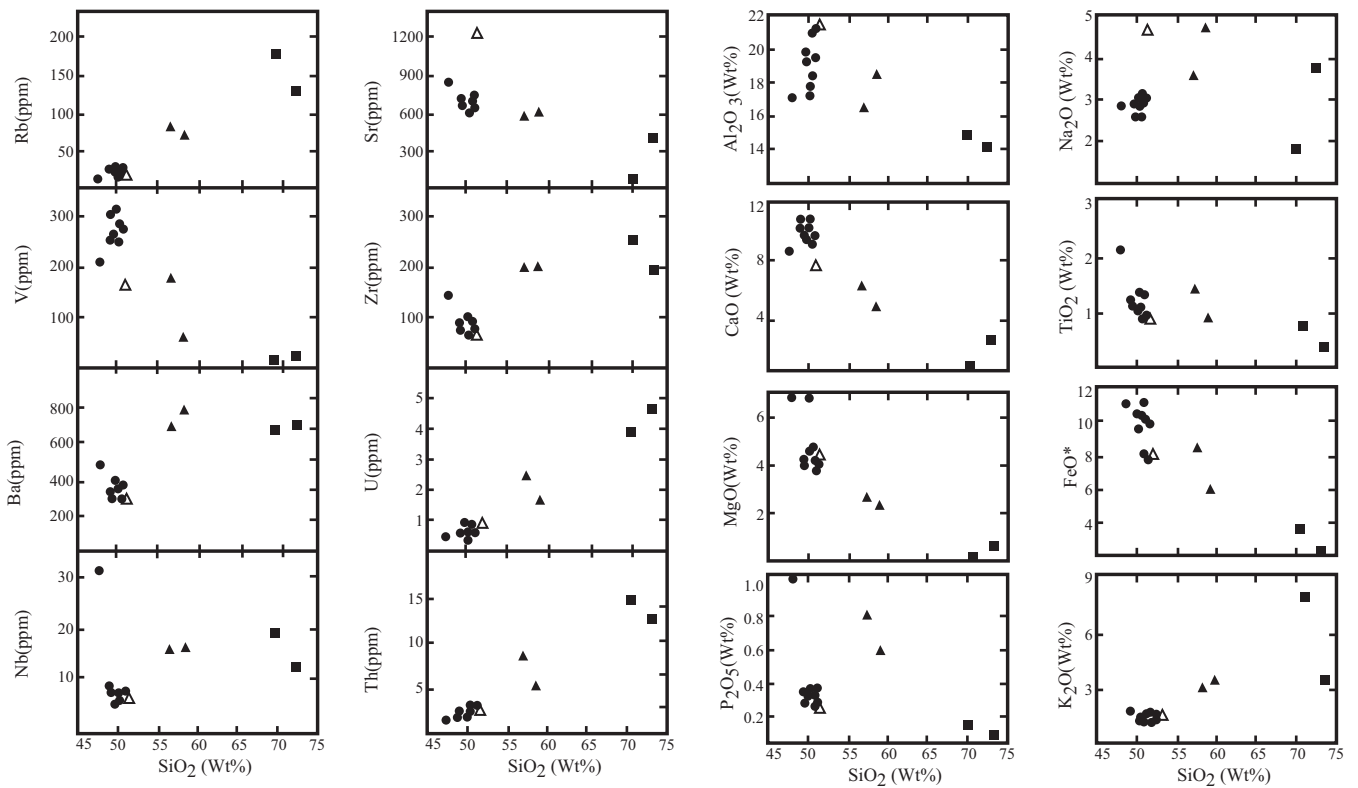 Rb(ppm)
200
150
100
50
V(ppm)
300
200
100
Ba(ppm)
800
600
400
200
Nb(ppm)
30
20
10
45 50 55 60 65 70 75
SiO2 (Wt%)
Sr(ppm)
1200
900
600
300
Zr(ppm)
300
200
100
U(ppm)
5
4
3
2
1
Th(ppm)
15
10
5
45 50 55 60 65 70 75
SiO2 (Wt%)
Al2O 3(Wt%)
22
20
18
16
14
CaO (Wt%)
12
8
4
MgO(Wt%)
6
4
2
P2O5(Wt%)
1.0
0.8
0.6
0.4
0.2
45 50 55 60 65 70 75
SiO2 (Wt%)
Na2O (Wt%)
5
4
3
2
TiO2 (Wt%)
3
2
1
FeO*
12
10
8
6
4
K2O(Wt%)
9
6
3
45 50 55 60 65 70 75
SiO2 (Wt%)